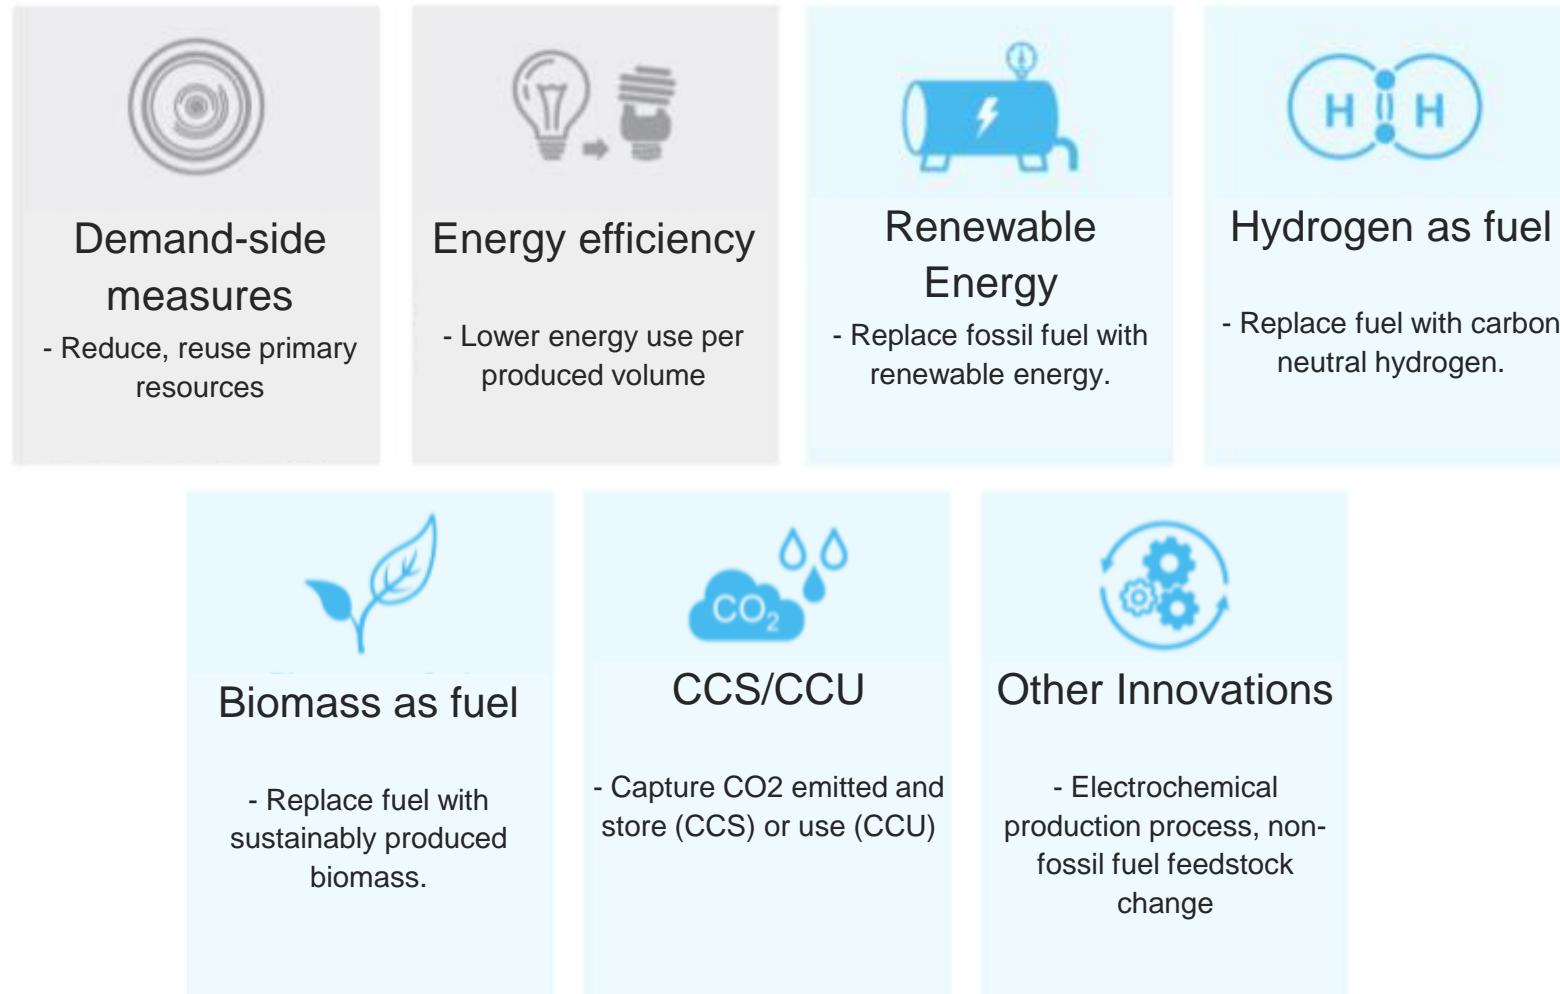 H H
Demand-side
measures
- Reduce, reuse primary
resources
Energy efficiency
- Lower energy use per
produced volume
Renewable
Energy
- Replace fossil fuel with
renewable energy.
Hydrogen as fuel
- Replace fuel with carbon
neutral hydrogen.
Biomass as fuel
- Replace fuel with
sustainably produced
biomass.
CO2
CCS/CCU
- Capture CO2 emitted and
store (CCS) or use (CCU)
Other Innovations
- Electrochemical
production process, non-
fossil fuel feedstock
change